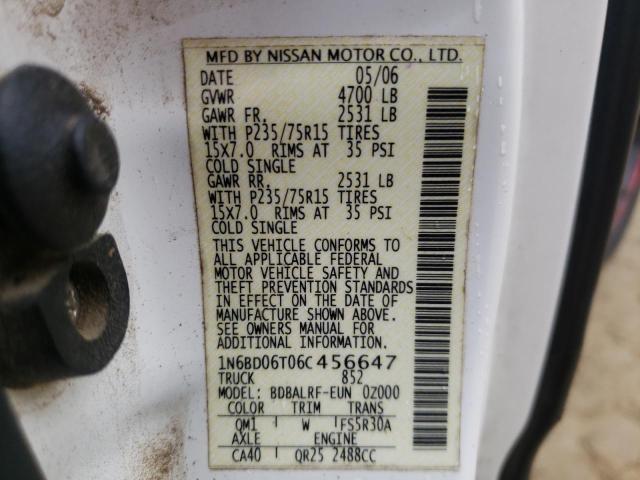 MFD BY NISSAN MOTOR CO., LTD.
DATE 05/06
GVWR 4700 LB
GAWR FR. 2531 LB
WITH P235/75R15 TIRES
15X7.0 RIMS AT 35 PSI
COLD SINGLE
GAWR RR. 2531 LB
WITH P235/75R15 TIRES
15X7.0 RIMS AT 35 PSI
COLD SINGLE
THIS VEHICLE CONFORMS TO
ALL APPLICABLE FEDERAL
MOTOR VEHICLE SAFETY AND
THEFT PREVENTION STANDARDS
IN EFFECT ON THE DATE OF
MANUFACTURE SHOWN ABOVE.
SEE OWNERS MANUAL FOR
ADDITIONAL INFORMATION.
1N6BD06T06C456647
TRUCK 852
MODEL: BDBALRF-EUN 0Z000
COLOR TRIM TRANS
QM1 W FS5R30A
AXLE ENGINE
CA40 QR25 2488CC